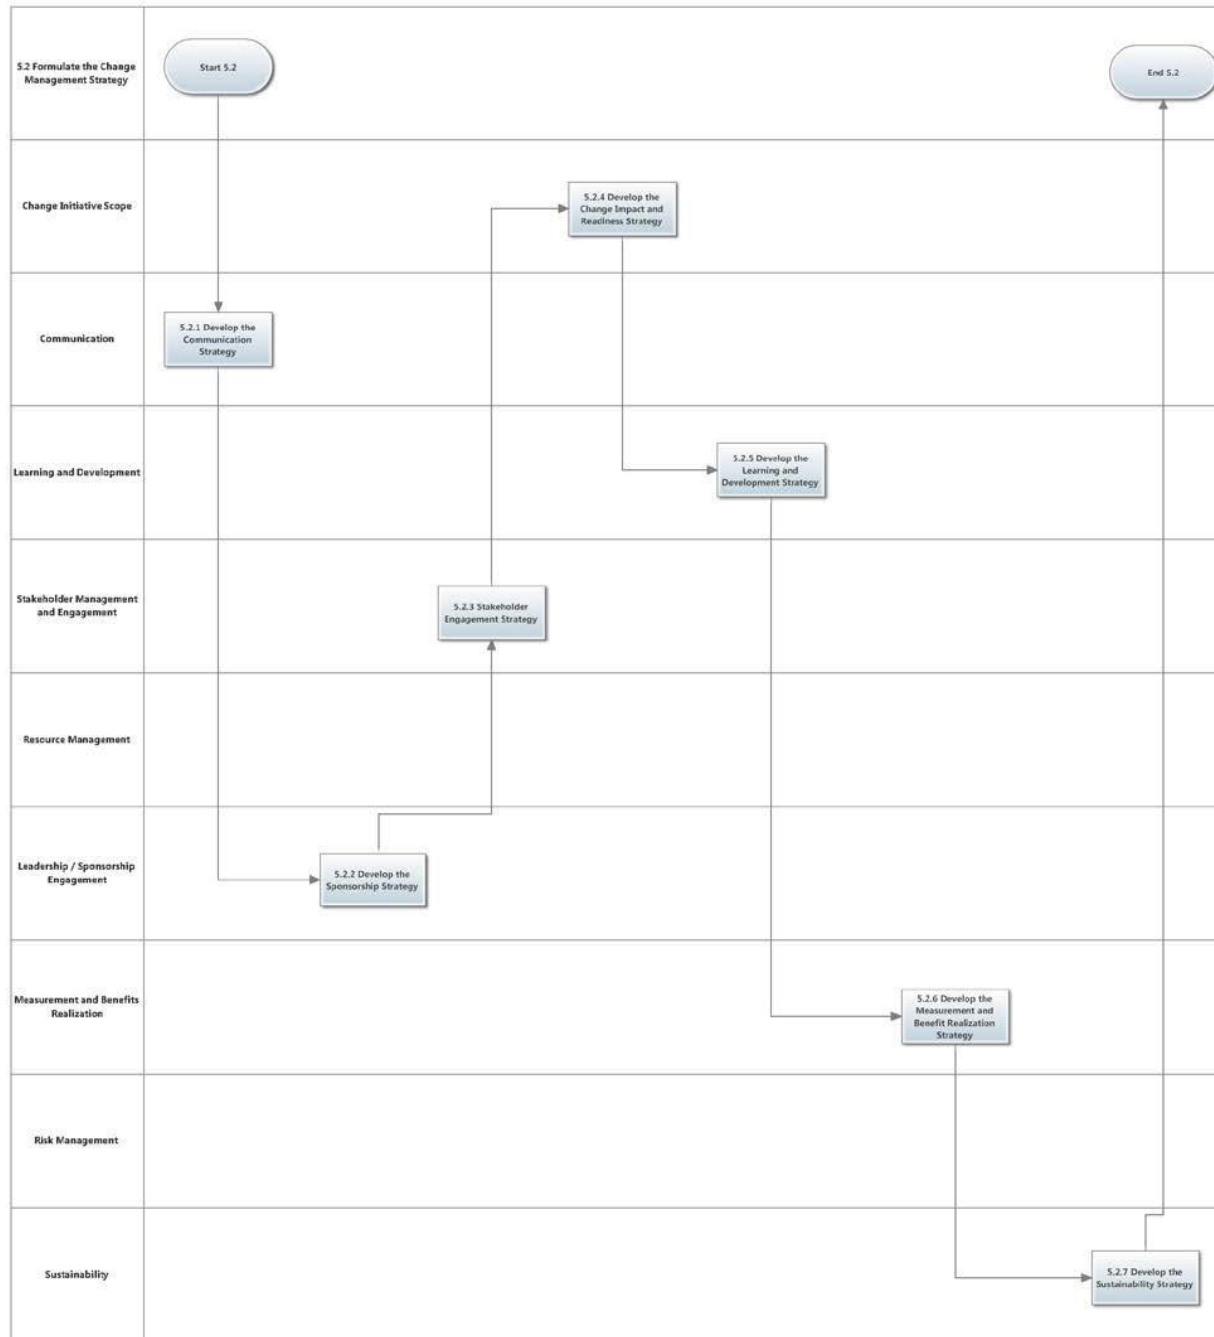 5.2 Formulate the Change
Management Strategy
Start 5.2
End 5.2
Change Initiative Scope
5.2.4 Develop the
Change Impact and
Readiness Strategy
Communication
5.2.1 Develop the
Communication
Strategy
Learning and Development
5.2.5 Develop the
Learning and
Development Strategy
Stakeholder Management
and Engagement
5.2.3 Stakeholder
Engagement Strategy
Resource Management
Leadership / Sponsorship
Engagement
5.2.2 Develop the
Sponsorship Strategy
Measurement and Benefits
Realization
5.2.6 Develop the
Measurement and
Benefit Realization
Strategy
Risk Management
Sustainability
5.2.7 Develop the
Sustainability Strategy